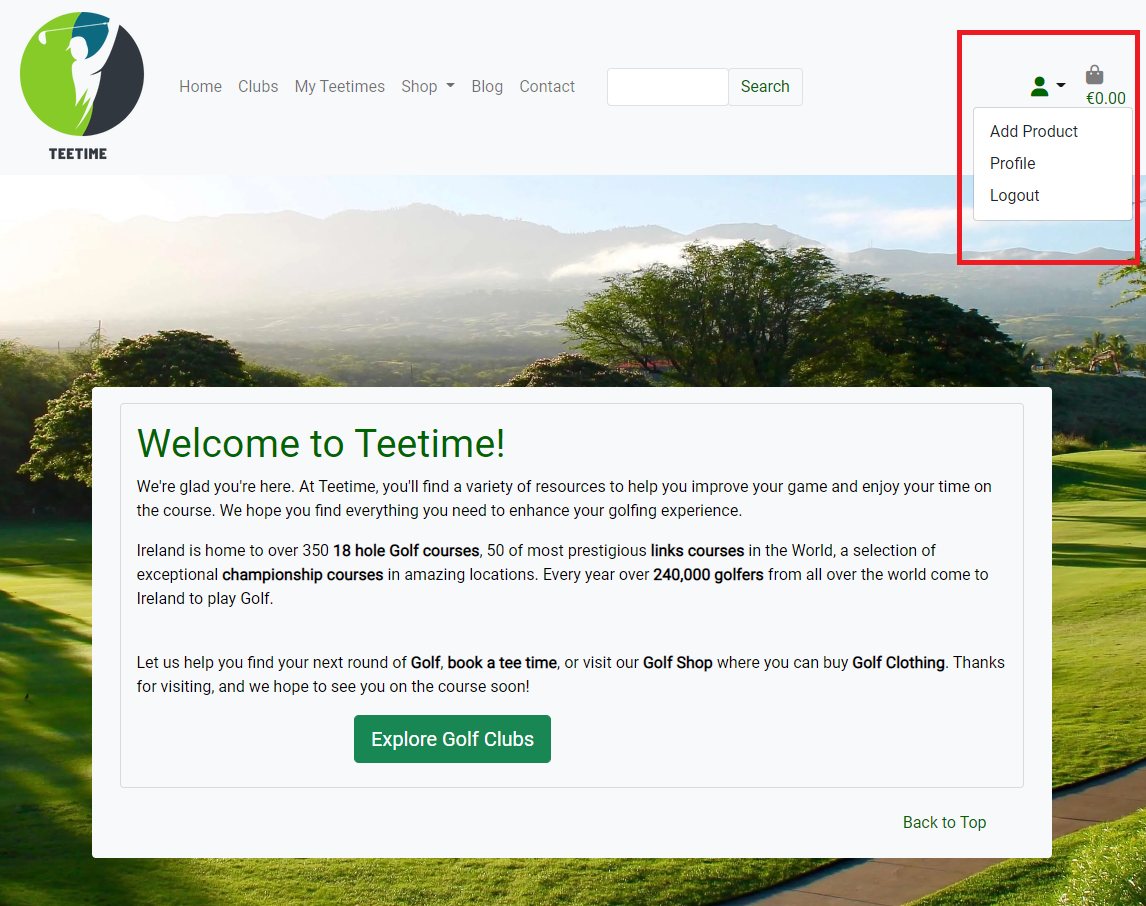 TEETIME
Home Clubs My Teetimes Shop Blog Contact Search
€0.00
Add Product
Profile
Logout
Welcome to Teetime!
We're glad you're here. At Teetime, you'll find a variety of resources to help you improve your game and enjoy your time on
the course. We hope you find everything you need to enhance your golfing experience.
Ireland is home to over 350 18 hole Golf courses, 50 of most prestigious links courses in the World, a selection of
exceptional championship courses in amazing locations. Every year over 240,000 golfers from all over the world come to
Ireland to play Golf.
Let us help you find your next round of Golf, book a tee time, or visit our Golf Shop where you can buy Golf Clothing. Thanks
for visiting, and we hope to see you on the course soon!
Explore Golf Clubs
Back to Top